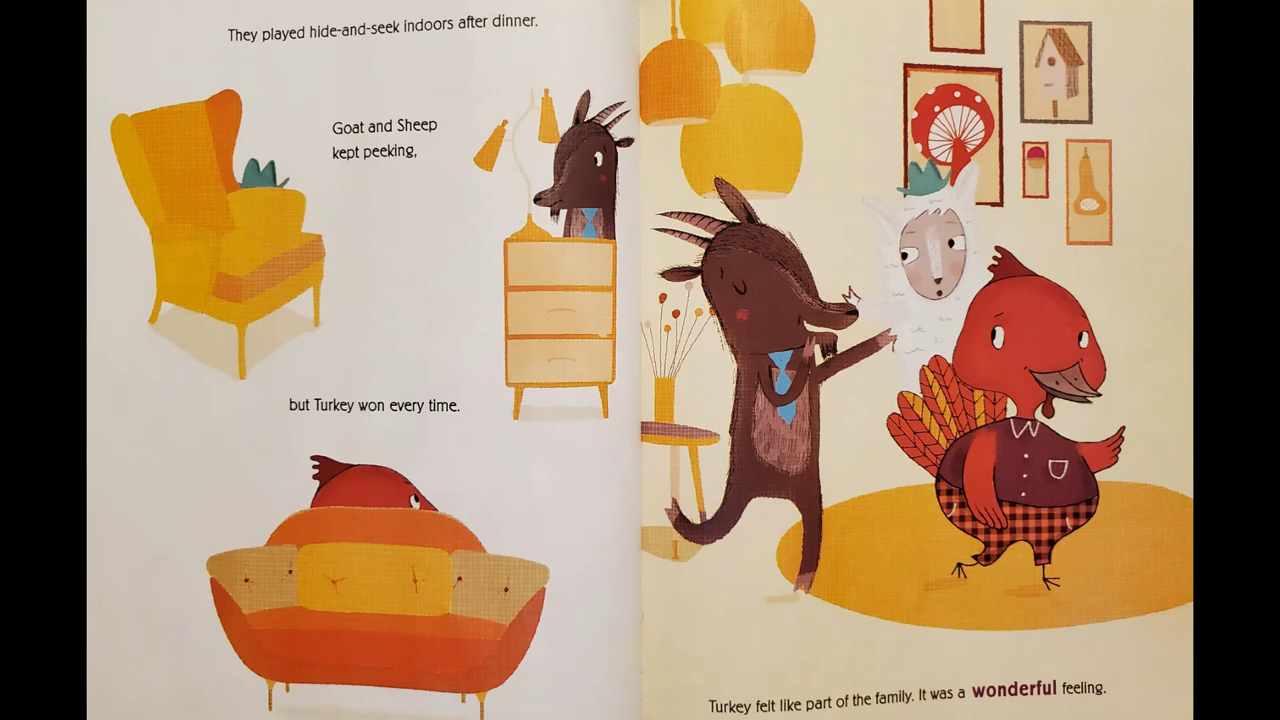 They played hide-and-seek indoors after dinner.
Goat and Sheep
kept peeking,
but Turkey won every time.
Turkey felt like part of the family. It was a wonderful feeling.